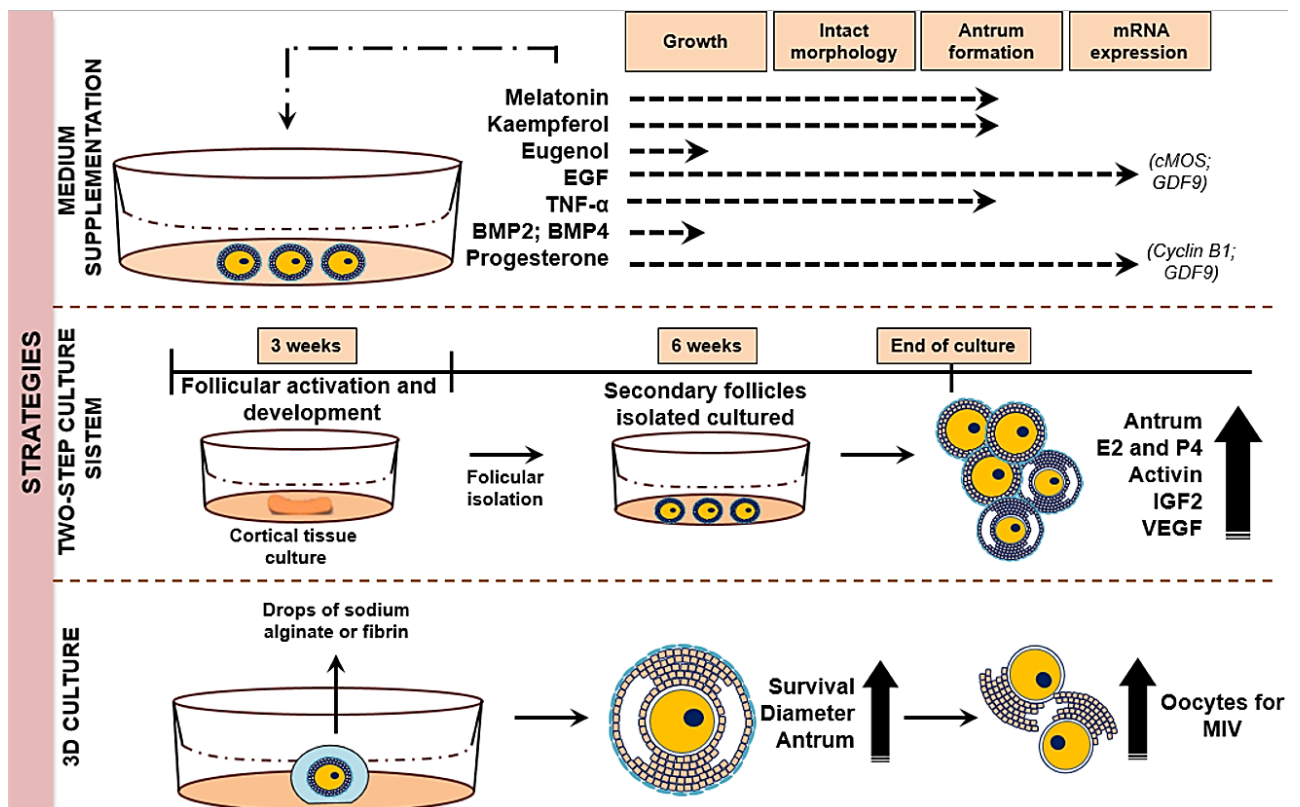 STRATEGIES
MEDIUM
SUPPLEMENTATION
Growth
Intact
morphology
Antrum
formation
mRNA
expression
Melatonin
Kaempferol
Eugenol
EGF
(cMOS;
GDF9)
TNF-α
BMP2; BMP4
Progesterone
(Cyclin B1;
GDF9)
TWO-STEP CULTURE
SISTEM
3 weeks
6 weeks
End of culture
Follicular activation and
development
Cortical tissue
culture
Folicular
isolation
Secondary follicles
isolated cultured
Antrum
E2 and P4
Activin
IGF2
VEGF
3D CULTURE
Drops of sodium
alginate or fibrin
Survival
Diameter
Antrum
Oocytes for
MIV